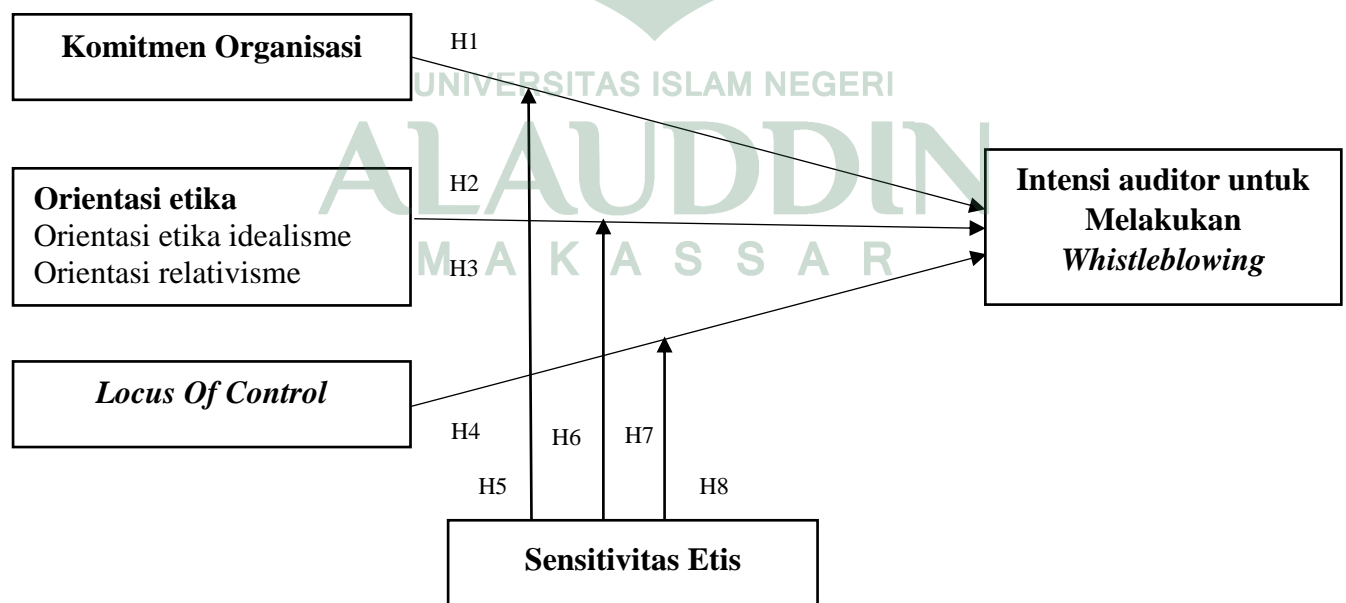 Komitmen Organisasi
H1
UNIVERSITAS ISLAM NEGERI
ALAUDDIN
MAKASSAR
Orientasi etika
Orientasi etika idealisme
Orientasi relativisme
H2
H3
Intensi auditor untuk
Melakukan
Whistleblowing
Locus Of Control
H4
H6
H7
H5
H8
Sensitivitas Etis